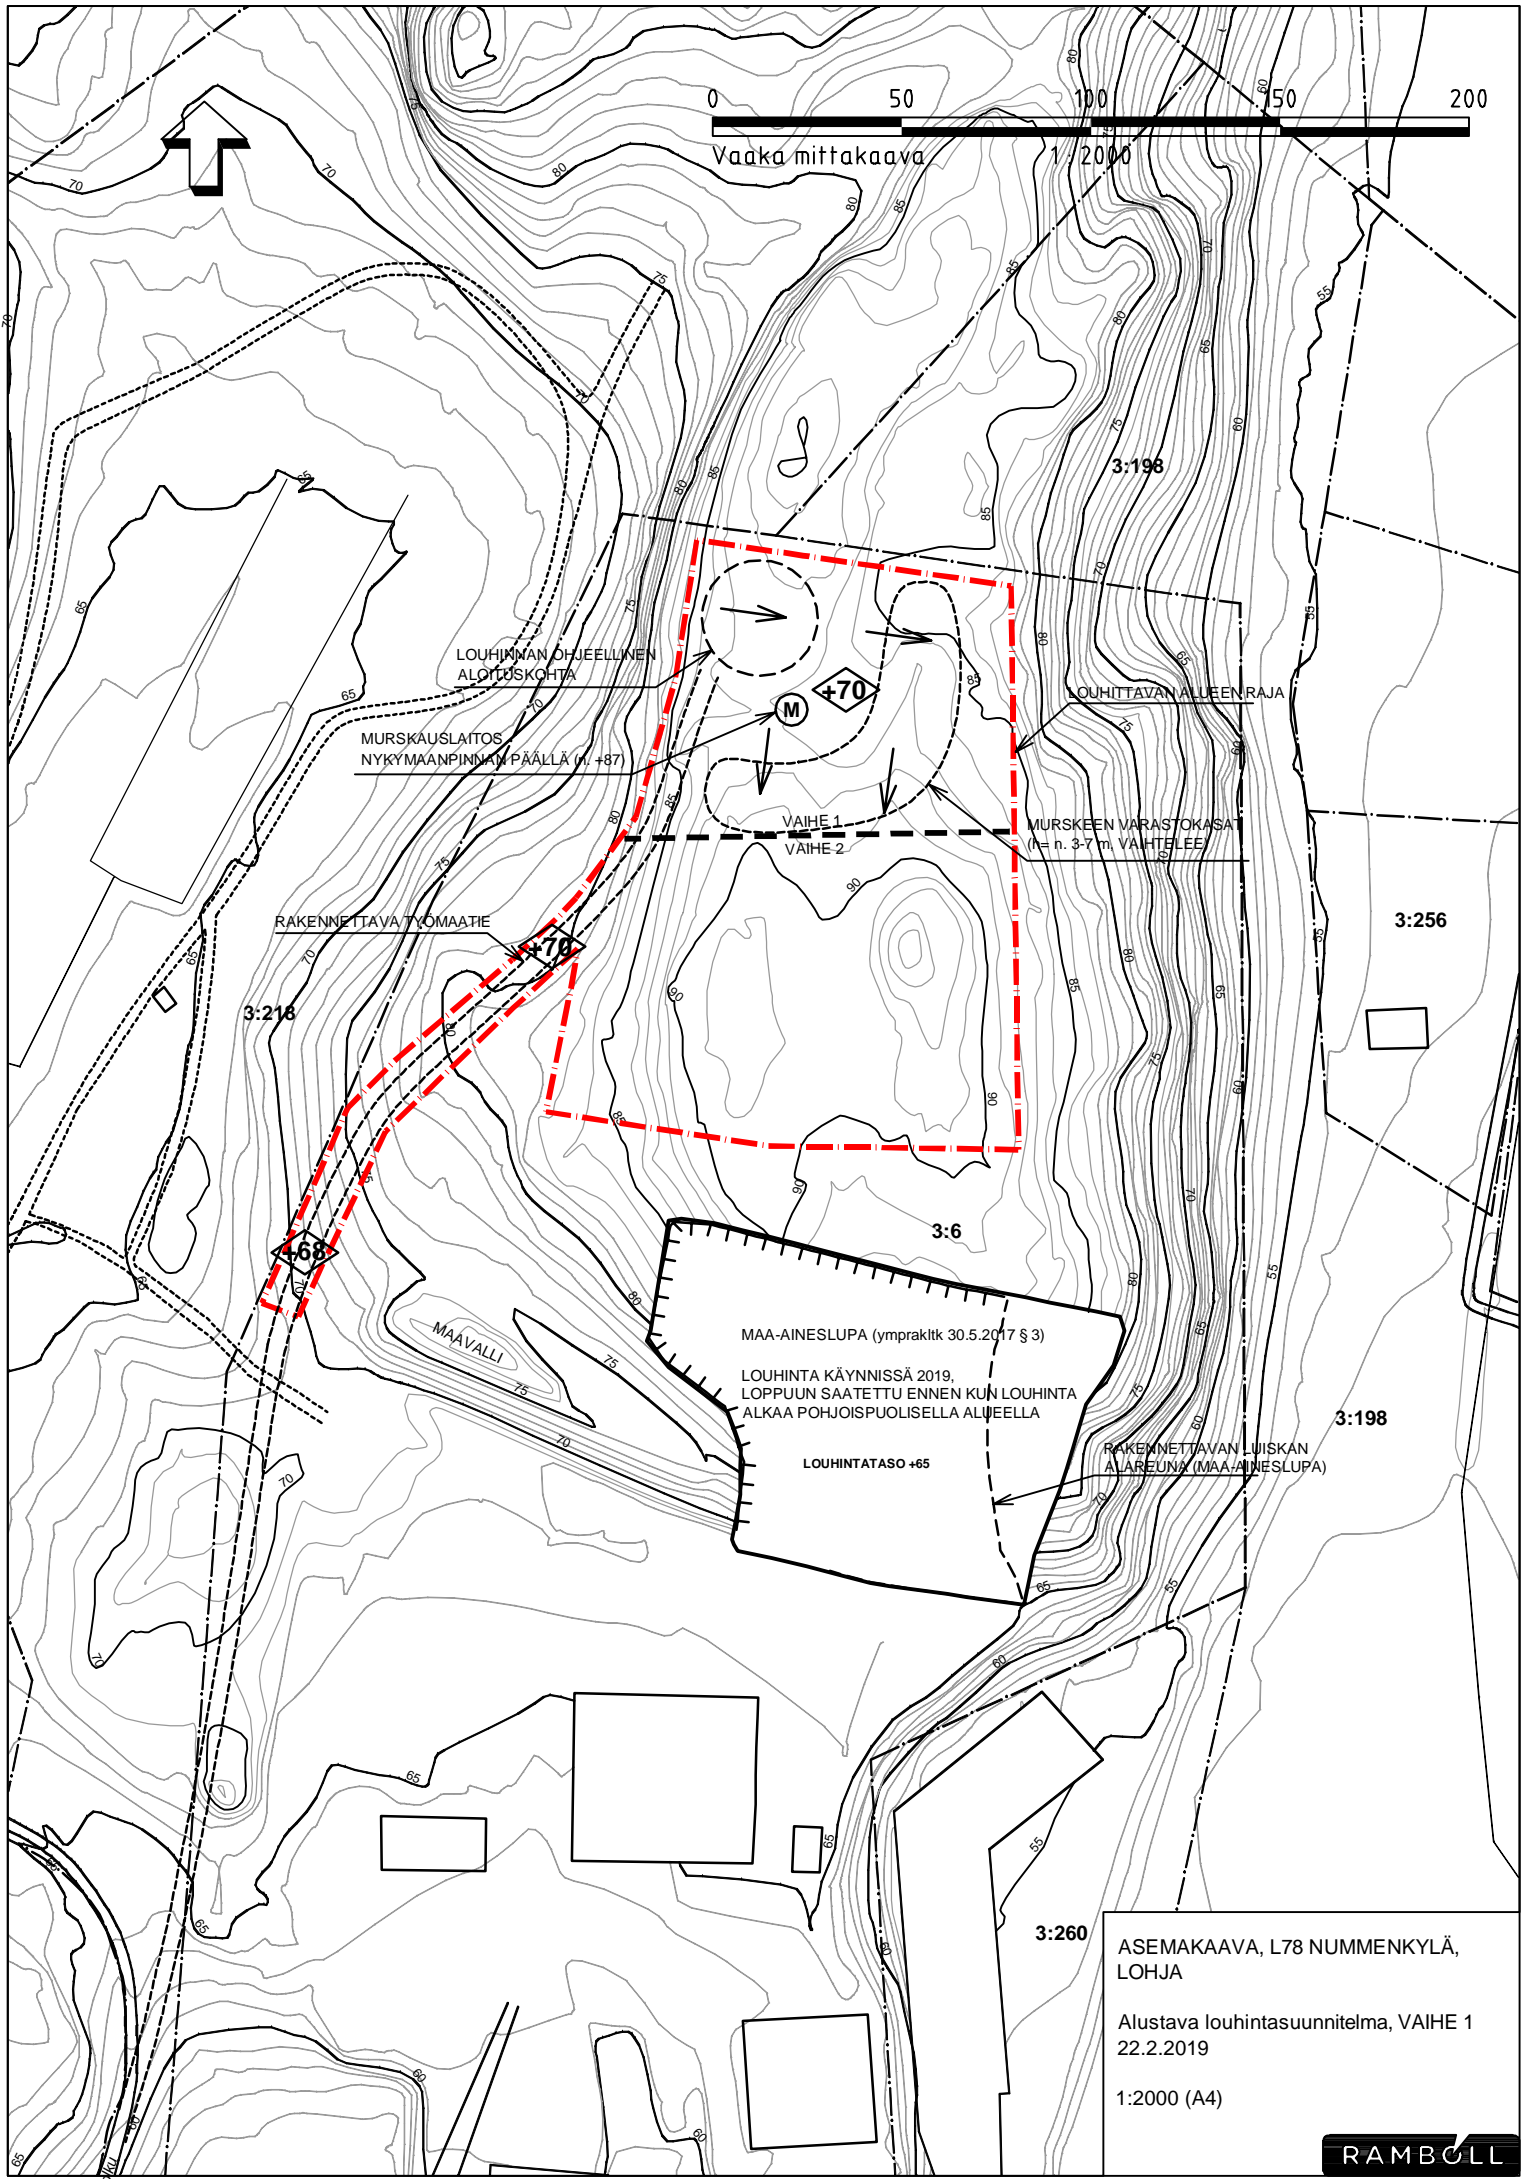 0 50 100 150 200
Vaaka mittakaava 1 : 2000
3:198
LOUHINNAN OHJEELLINEN
ALOITUSKOHTA
+70
M
LOUHITTAVAN ALUEEN RAJA
MURSKAUSLAITOS
NYKYMAANPINNAN PÄÄLLÄ (n. +87)
VAIHE 1
VAIHE 2
MURSKEEN VARASTOKASAT
(h= n. 3-7 m, VAIHTELEE)
RAKENNETTAVA TYÖMAATIE
+70
3:256
3:218
3:6
+68
MAAVALLI
MAA-AINESLUPA (ymprakltk 30.5.2017 § 3)
LOUHINTA KÄYNNISSÄ 2019,
LOPPUUN SAATETTU ENNEN KUN LOUHINTA
ALKAA POHJOISPUOLISELLA ALUEELLA
LOUHINTATASO +65
3:198
RAKENNETTAVAN LUISKAN
ALAREUNA (MAA-AINESLUPA)
3:260
ASEMAKAAVA, L78 NUMMENKYLÄ,
LOHJA
Alustava louhintasuunnitelma, VAIHE 1
22.2.2019
1:2000 (A4)
RAMBOLL